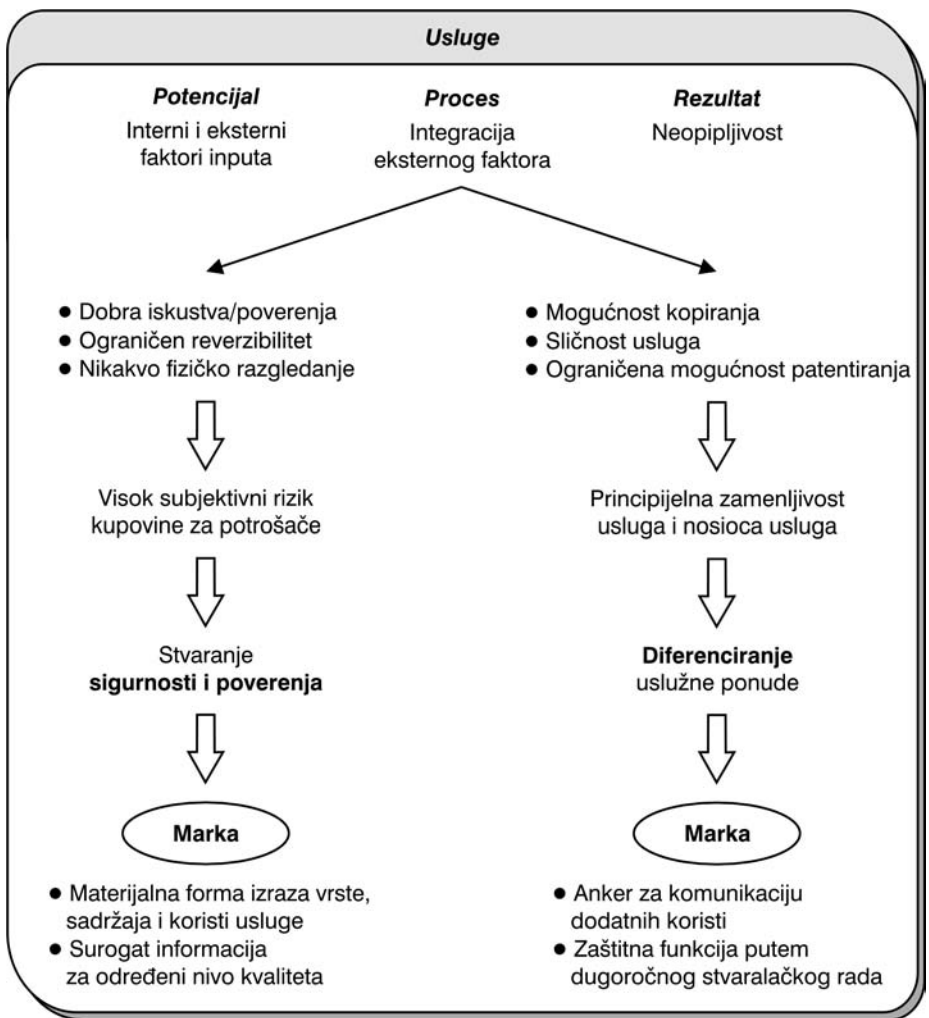 Usluge
Potencijal
Interni i eksterni
faktori inputa
Proces
Integracija
eksternog faktora
Rezultat
Neopipljivost
● Dobra iskustva/poverenja
● Ograničen reverzibilitet
● Nikakvo fizičko razgledanje
Visok subjektivni rizik
kupovine za potrošače
Stvaranje
sigurnosti i poverenja
Marka
● Materijalna forma izraza vrste,
sadržaja i koristi usluge
● Surogat informacija
za određeni nivo kvaliteta
● Mogućnost kopiranja
● Sličnost usluga
● Ograničena mogućnost patentiranja
Principijelna zamenljivost
usluga i nosioca usluga
Diferenciranje
uslužne ponude
Marka
● Anker za komunikaciju
dodatnih koristi
● Zaštitna funkcija putem
dugoročnog stvaralačkog rada